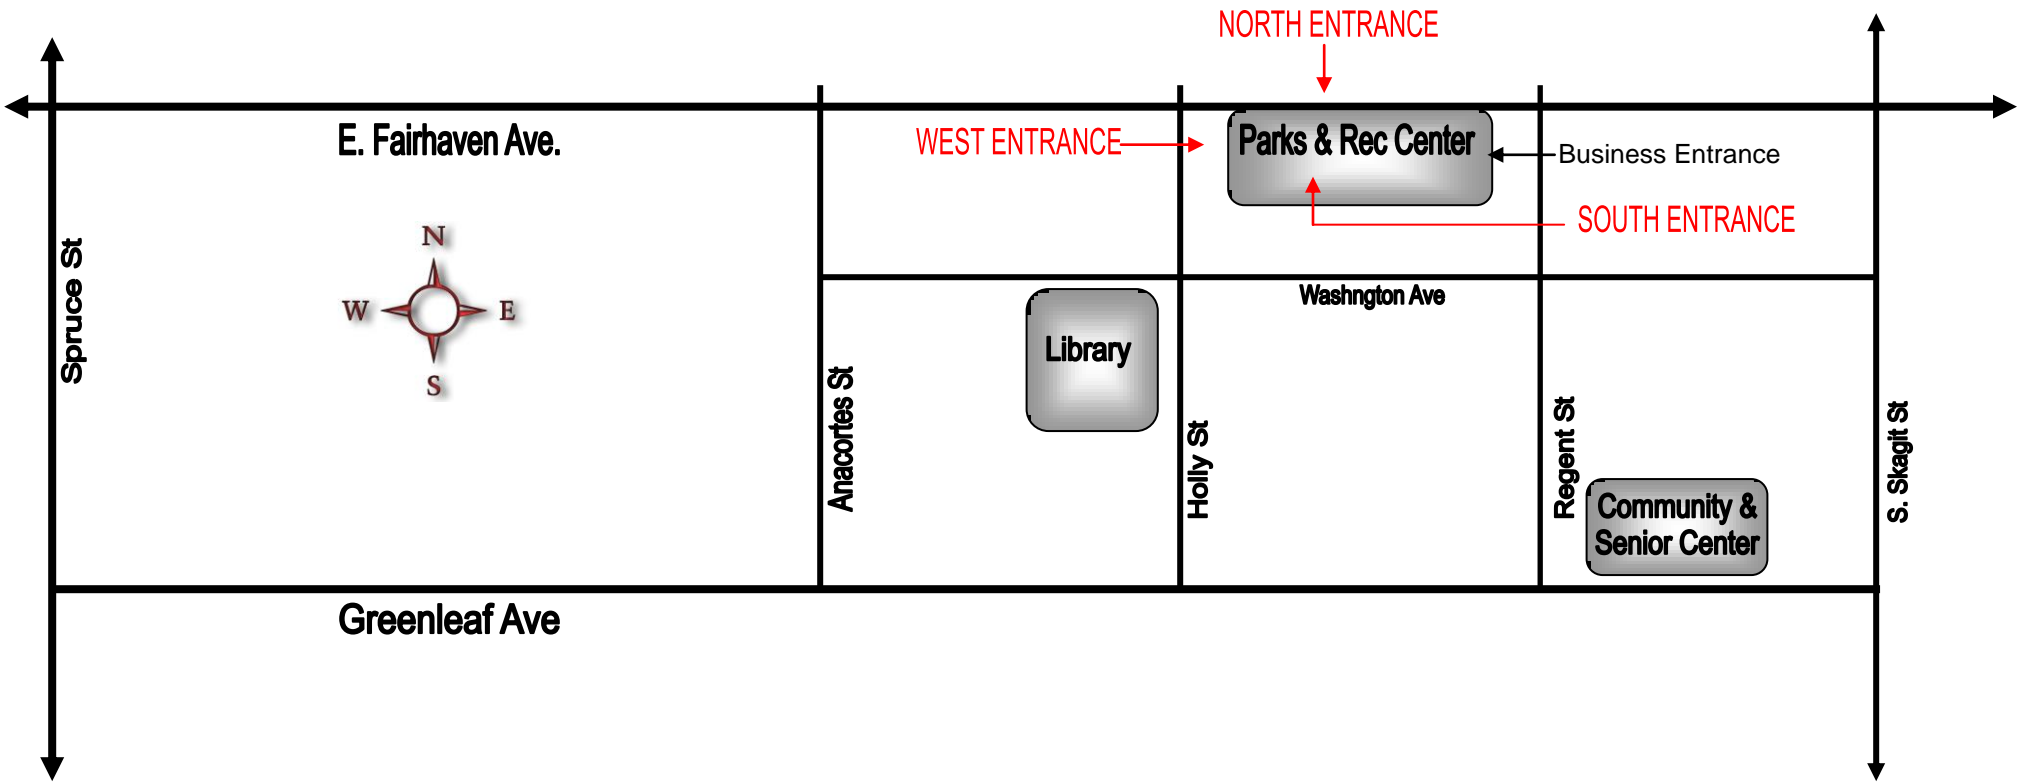 NORTH ENTRANCE
E. Fairhaven Ave.
WEST ENTRANCE
Parks & Rec Center
Business Entrance
SOUTH ENTRANCE
N
W
E
S
Spruce St
Washngton Ave
Library
Anacortes St
Holly St
Regent St
S. Skagit St
Community &
Senior Center
Greenleaf Ave